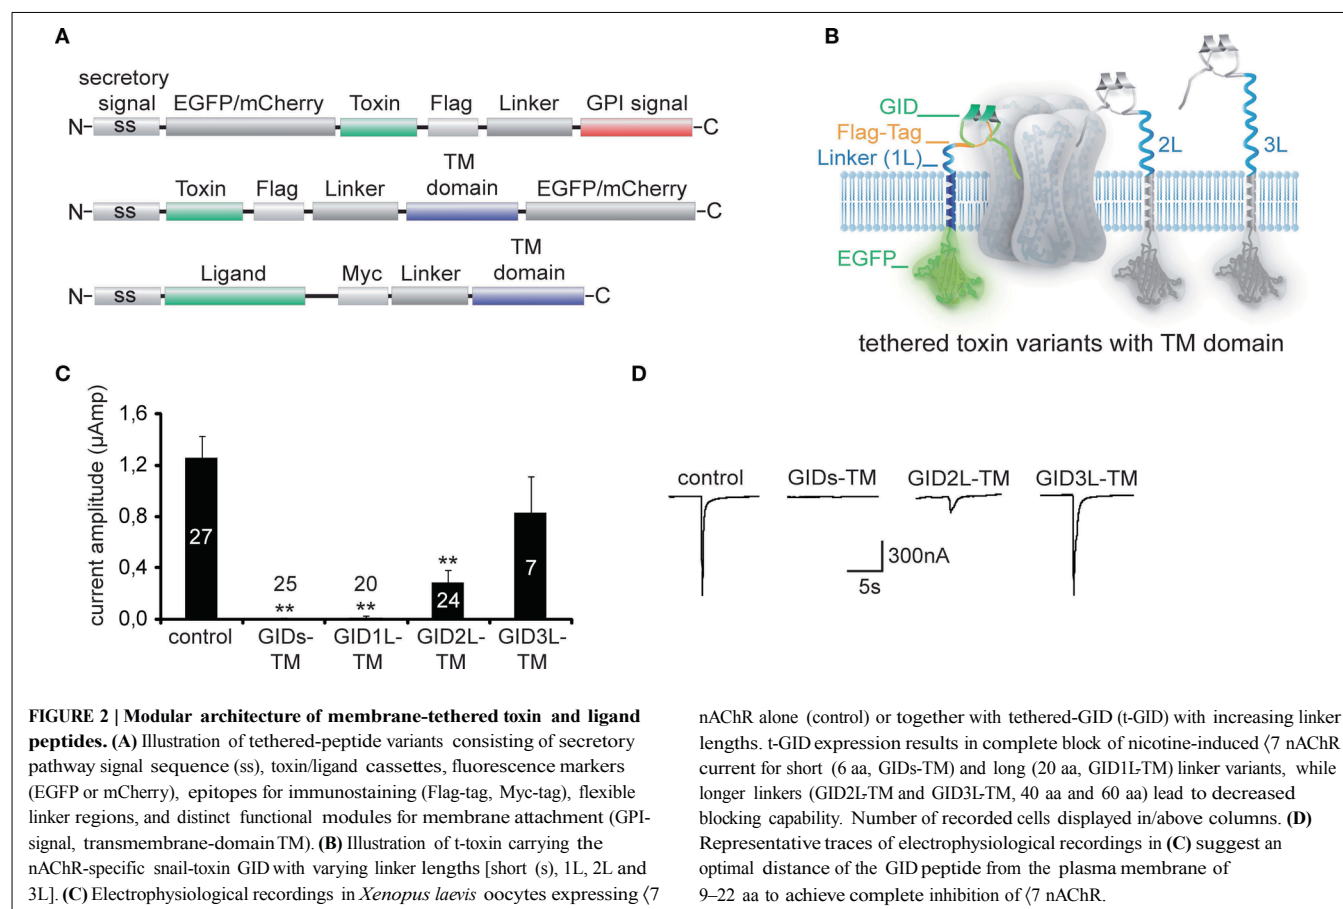 A
secretory
signal EGFP/mCherry Toxin Flag Linker GPI signal
N- ss -C
Toxin Flag Linker TM domain EGFP/mCherry
N- ss -C
Ligand Myc Linker TM domain
N- ss -C
B
GID
Flag-Tag
Linker (1L)
2L
3L
EGFP
tethered toxin variants with TM domain
C
current amplitude (µAmp)
1,6
1,2
0,8
0,4
0,0
27
25
**
20
**
**
24
7
control GIDs-TM GID1L-TM GID2L-TM GID3L-TM
D
control GIDs-TM GID2L-TM GID3L-TM
300nA
5s
FIGURE 2 | Modular architecture of membrane-tethered toxin and ligand
peptides. (A) Illustration of tethered-peptide variants consisting of secretory
pathway signal sequence (ss), toxin/ligand cassettes, fluorescence markers
(EGFP or mCherry), epitopes for immunostaining (Flag-tag, Myc-tag), flexible
linker regions, and distinct functional modules for membrane attachment (GPI-
signal, transmembrane-domain TM). (B) Illustration of t-toxin carrying the
nAChR-specific snail-toxin GID with varying linker lengths [short (s), 1L, 2L and
3L]. (C) Electrophysiological recordings in Xenopus laevis oocytes expressing ⟨7
nAChR alone (control) or together with tethered-GID (t-GID) with increasing linker
lengths. t-GID expression results in complete block of nicotine-induced ⟨7 nAChR
current for short (6 aa, GIDs-TM) and long (20 aa, GID1L-TM) linker variants, while
longer linkers (GID2L-TM and GID3L-TM, 40 aa and 60 aa) lead to decreased
blocking capability. Number of recorded cells displayed in/above columns. (D)
Representative traces of electrophysiological recordings in (C) suggest an
optimal distance of the GID peptide from the plasma membrane of
9–22 aa to achieve complete inhibition of ⟨7 nAChR.